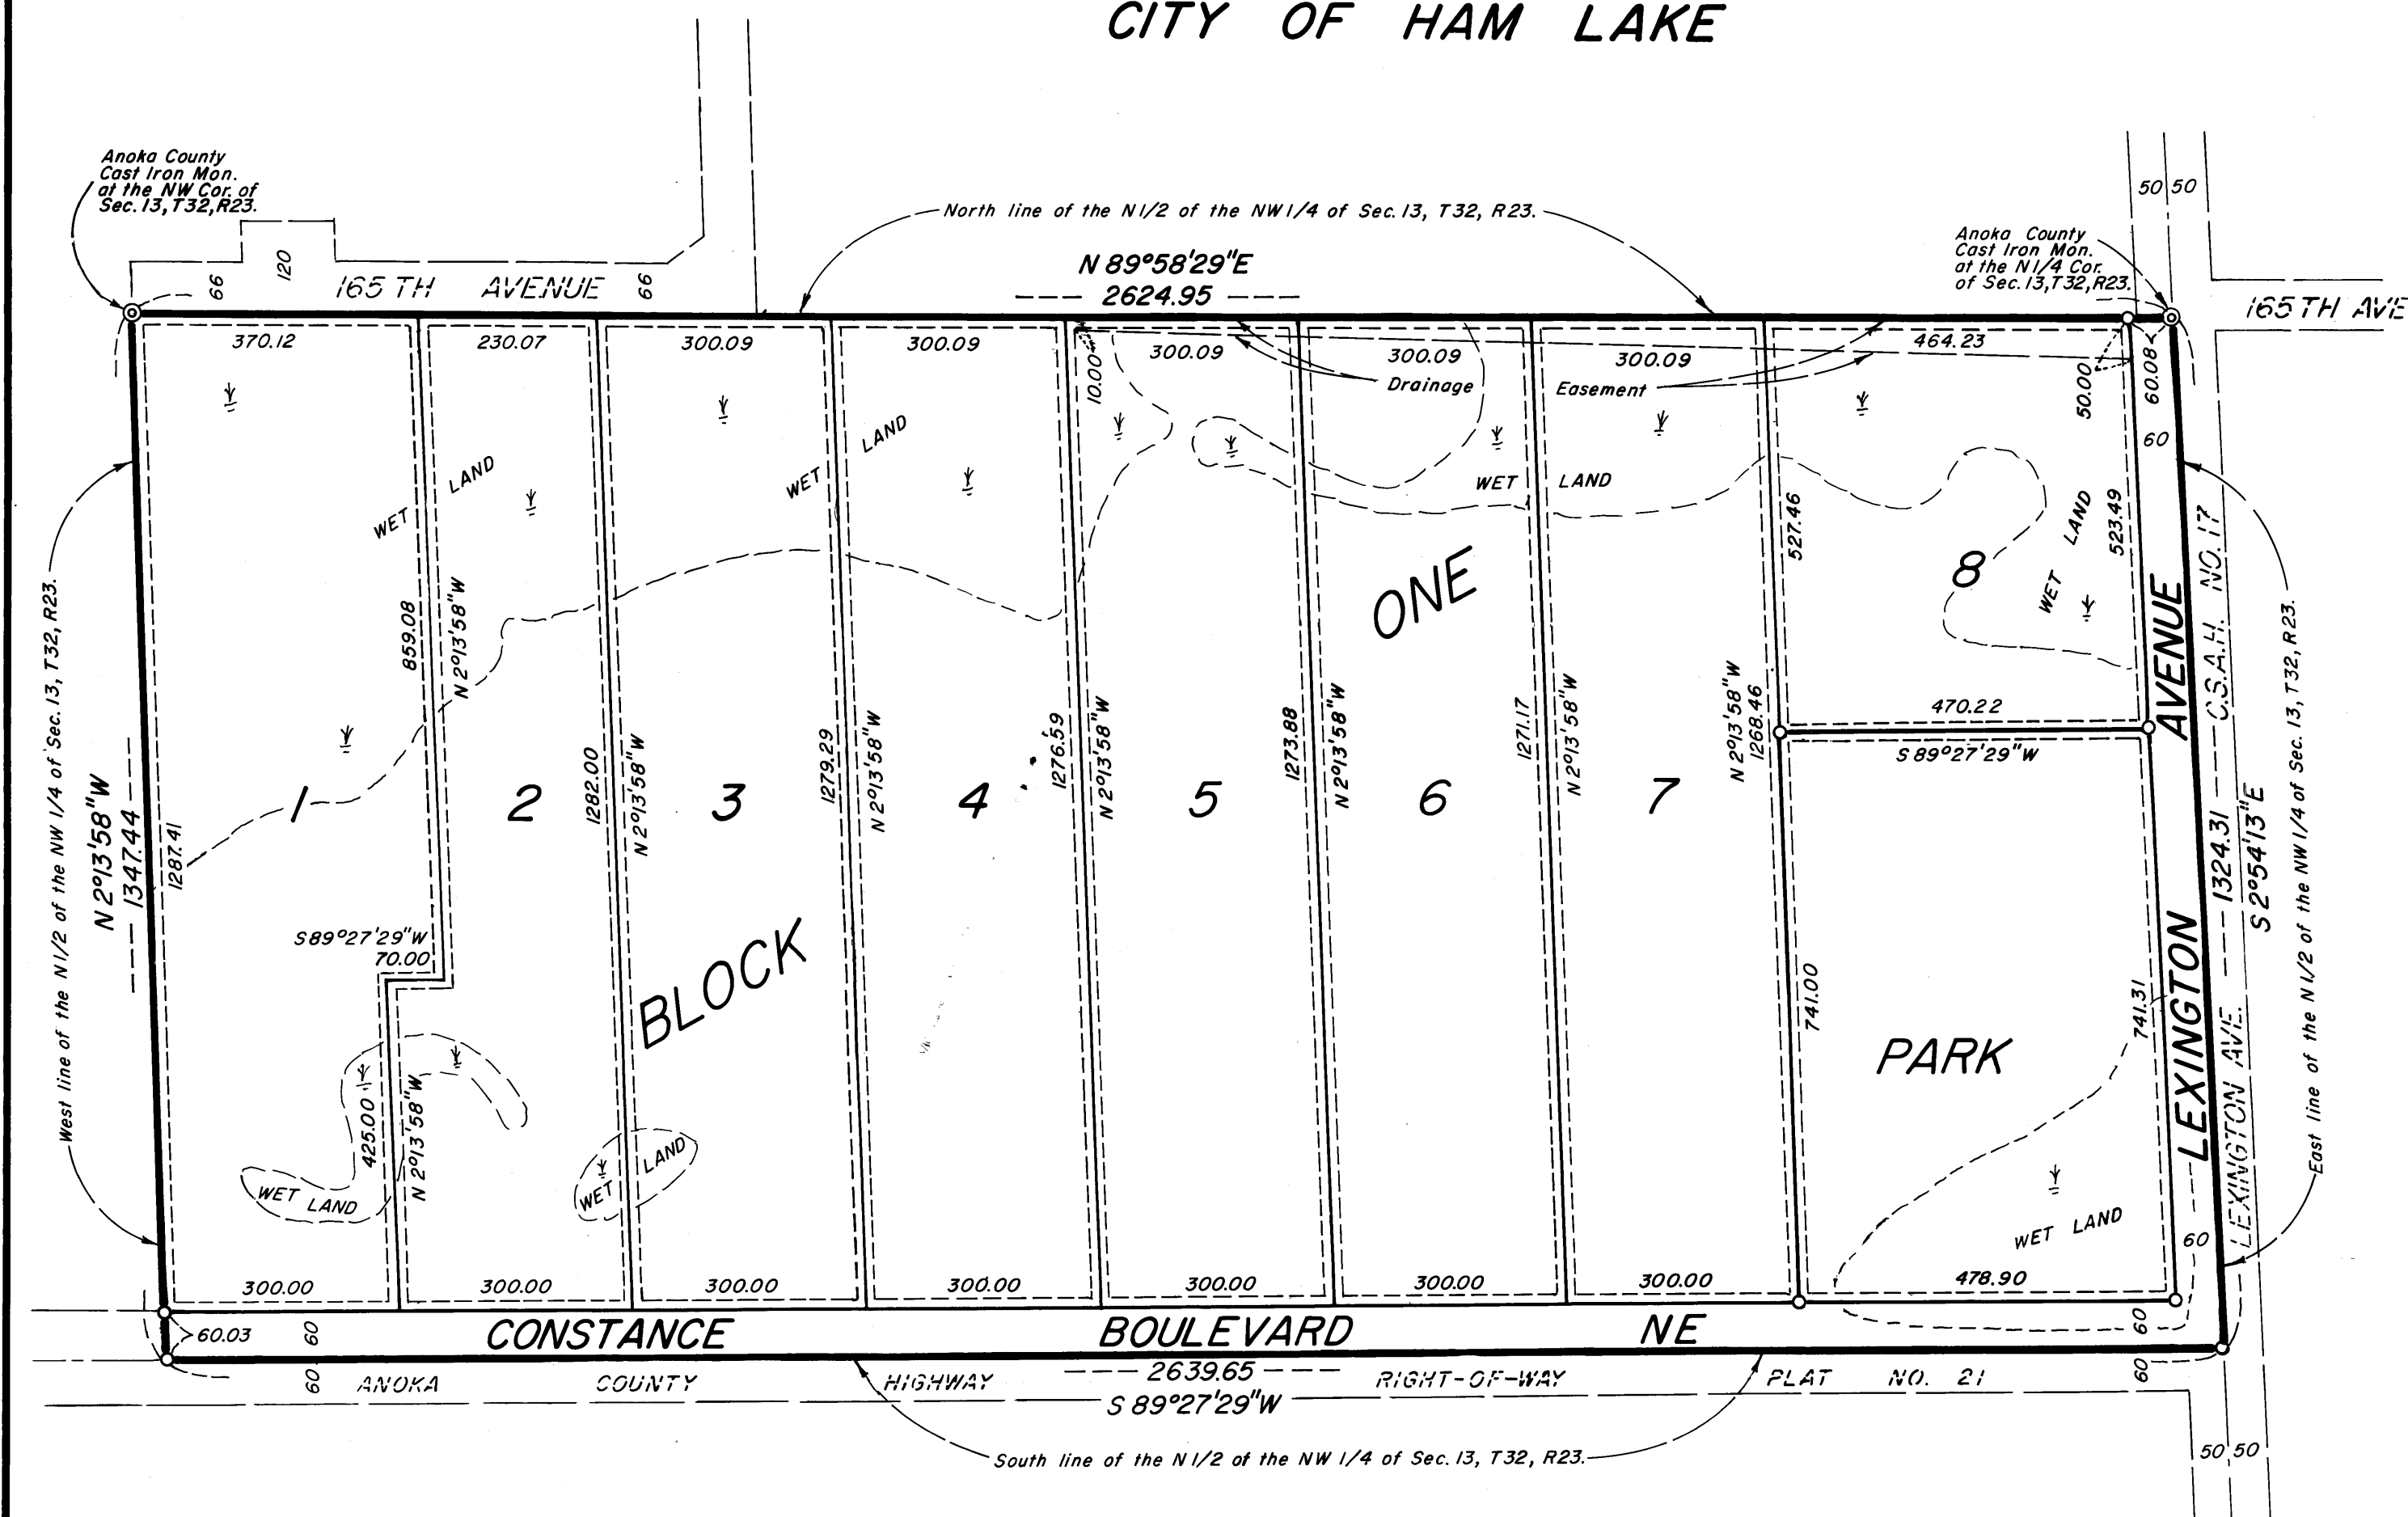 CITY OF HAM LAKE
Anoka County
Cast Iron Mon.
at the NW Cor. of
Sec. 13, T32, R23.
North line of the N1/2 of the NW1/4 of Sec. 13, T32, R23.
50 50
Anoka County
Cast Iron Mon.
at the N1/4 Cor.
of Sec. 13, T32, R23.
66
120
165TH AVENUE
66
N 89°58'29"E
2624.95
165TH AVE
370.12
230.07
300.09
300.09
300.09
300.09
300.09
464.23
10.00
50.00
60.08
60
Drainage
Easement
WET LAND
WET LAND
WET LAND
WET LAND
859.08
N 2°13'58"W
527.46
523.49
ONE
8
AVENUE
C.S.A.H. NO. 17
West line of the N1/2 of the NW 1/4 of Sec. 13, T32, R23.
East line of the N1/2 of the NW 1/4 of Sec. 13, T32, R23.
N 2°13'58"W
1347.44
1287.41
1282.00
N 2°13'58"W
1279.29
N 2°13'58"W
1276.59
N 2°13'58"W
1273.88
N 2°13'58"W
1271.17
N 2°13'58"W
N 2°13'58"W
1268.46
470.22
S 89°27'29"W
1 2 3 4 5 6 7
1324.31
S 2°54'13"E
S 89°27'29"W
70.00
BLOCK
LEXINGTON
LEXINGTON AVE.
741.00
741.31
PARK
425.00
N 2°13'58"W
WET LAND
WET LAND
WET LAND
60
300.00
300.00
300.00
300.00
300.00
300.00
300.00
478.90
60.03
60
CONSTANCE BOULEVARD NE
60
60
ANOKA COUNTY HIGHWAY
2639.65
RIGHT-OF-WAY PLAT NO. 21
60
S 89°27'29"W
South line of the N1/2 of the NW 1/4 of Sec. 13, T32, R23.
50 50